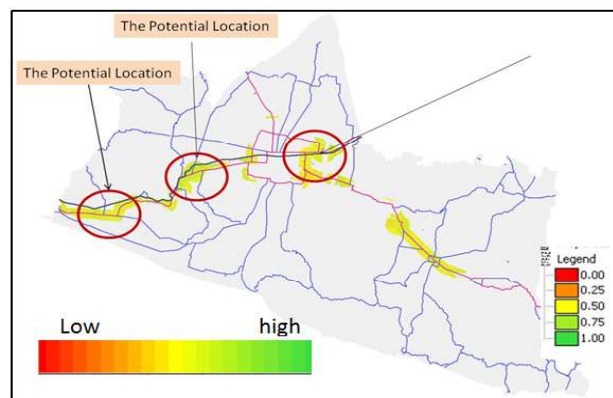 The Potential Location
The Potential Location
Low
high
Legend
0.00
0.25
0.50
0.75
1.00